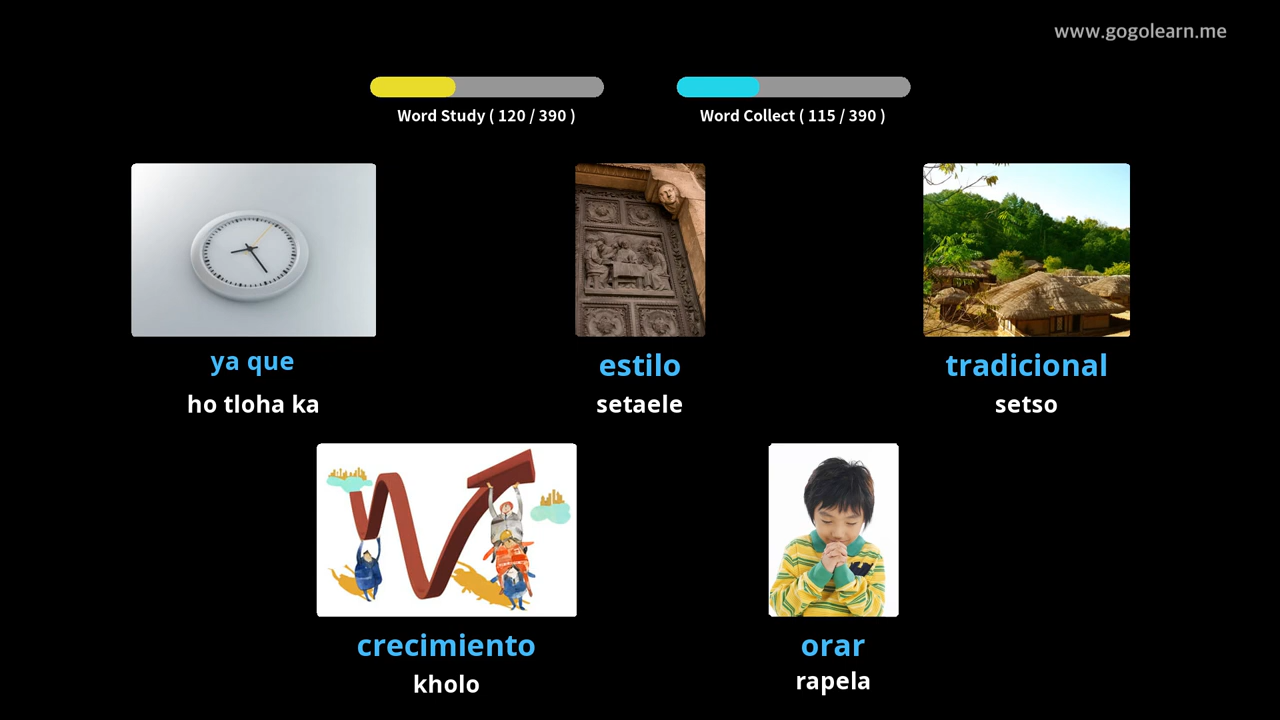 www.gogolearn.me
Word Study ( 120 / 390 )
Word Collect ( 115 / 390 )
ya que
ho tloha ka
estilo
setaele
tradicional
setso
crecimiento
kholo
orar
rapela